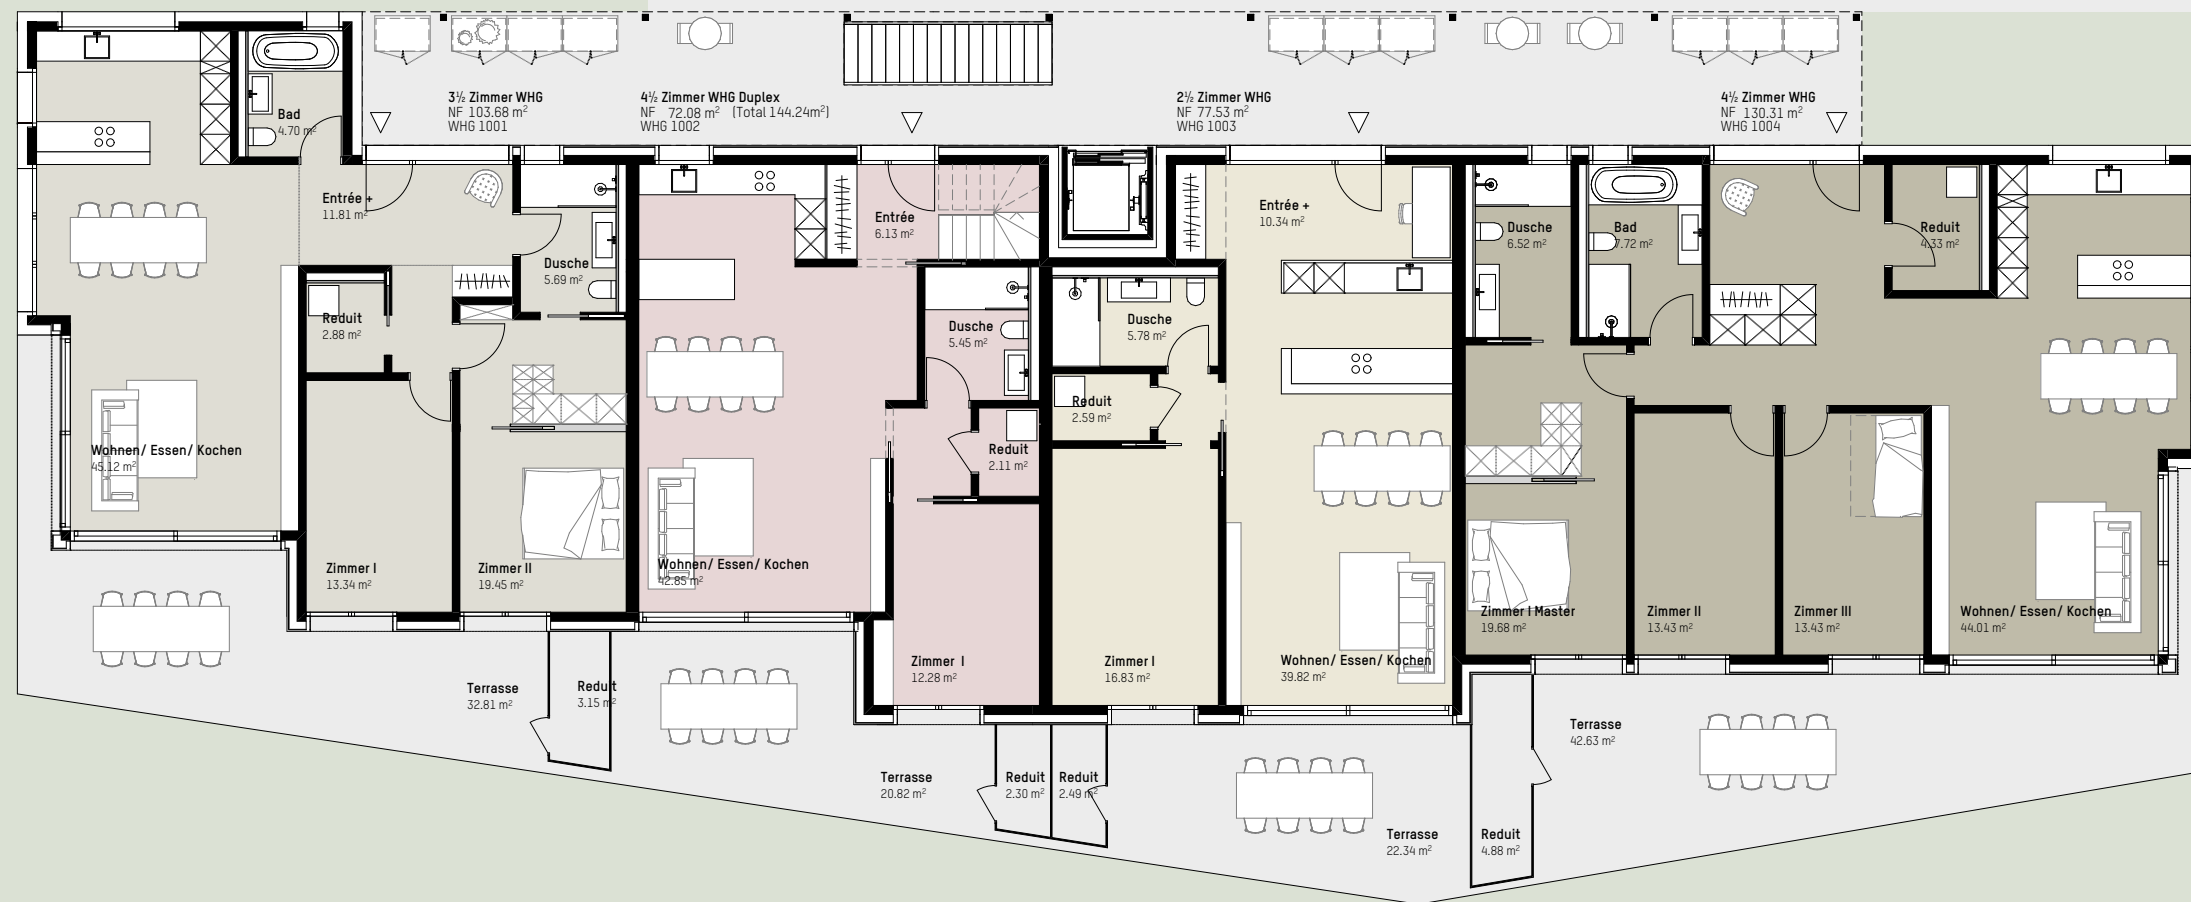 3½ Zimmer WHG
NF 103.68 m²
WHG 1001
4½ Zimmer WHG Duplex
NF 72.08 m² (Total 144.24m²)
WHG 1002
2½ Zimmer WHG
NF 77.53 m²
WHG 1003
4½ Zimmer WHG
NF 130.31 m²
WHG 1004
Bad
4.70 m²
Entrée +
11.81 m²
Dusche
5.69 m²
Reduit
2.88 m²
Wohnen/ Essen/ Kochen
45.12 m²
Zimmer I
13.34 m²
Zimmer II
19.45 m²
Terrasse
32.81 m²
Reduit
3.15 m²
Entrée
6.13 m²
Dusche
5.45 m²
Reduit
2.11 m²
Wohnen/ Essen/ Kochen
42.85 m²
Zimmer I
12.28 m²
Terrasse
20.82 m²
Reduit
2.30 m²
Entrée +
10.34 m²
Dusche
5.78 m²
Reduit
2.59 m²
Zimmer I
16.83 m²
Wohnen/ Essen/ Kochen
39.82 m²
Reduit
2.49 m²
Terrasse
22.34 m²
Dusche
6.52 m²
Bad
7.72 m²
Reduit
4.33 m²
Zimmer I Master
19.68 m²
Zimmer II
13.43 m²
Zimmer III
13.43 m²
Wohnen/ Essen/ Kochen
44.01 m²
Terrasse
42.63 m²
Reduit
4.88 m²